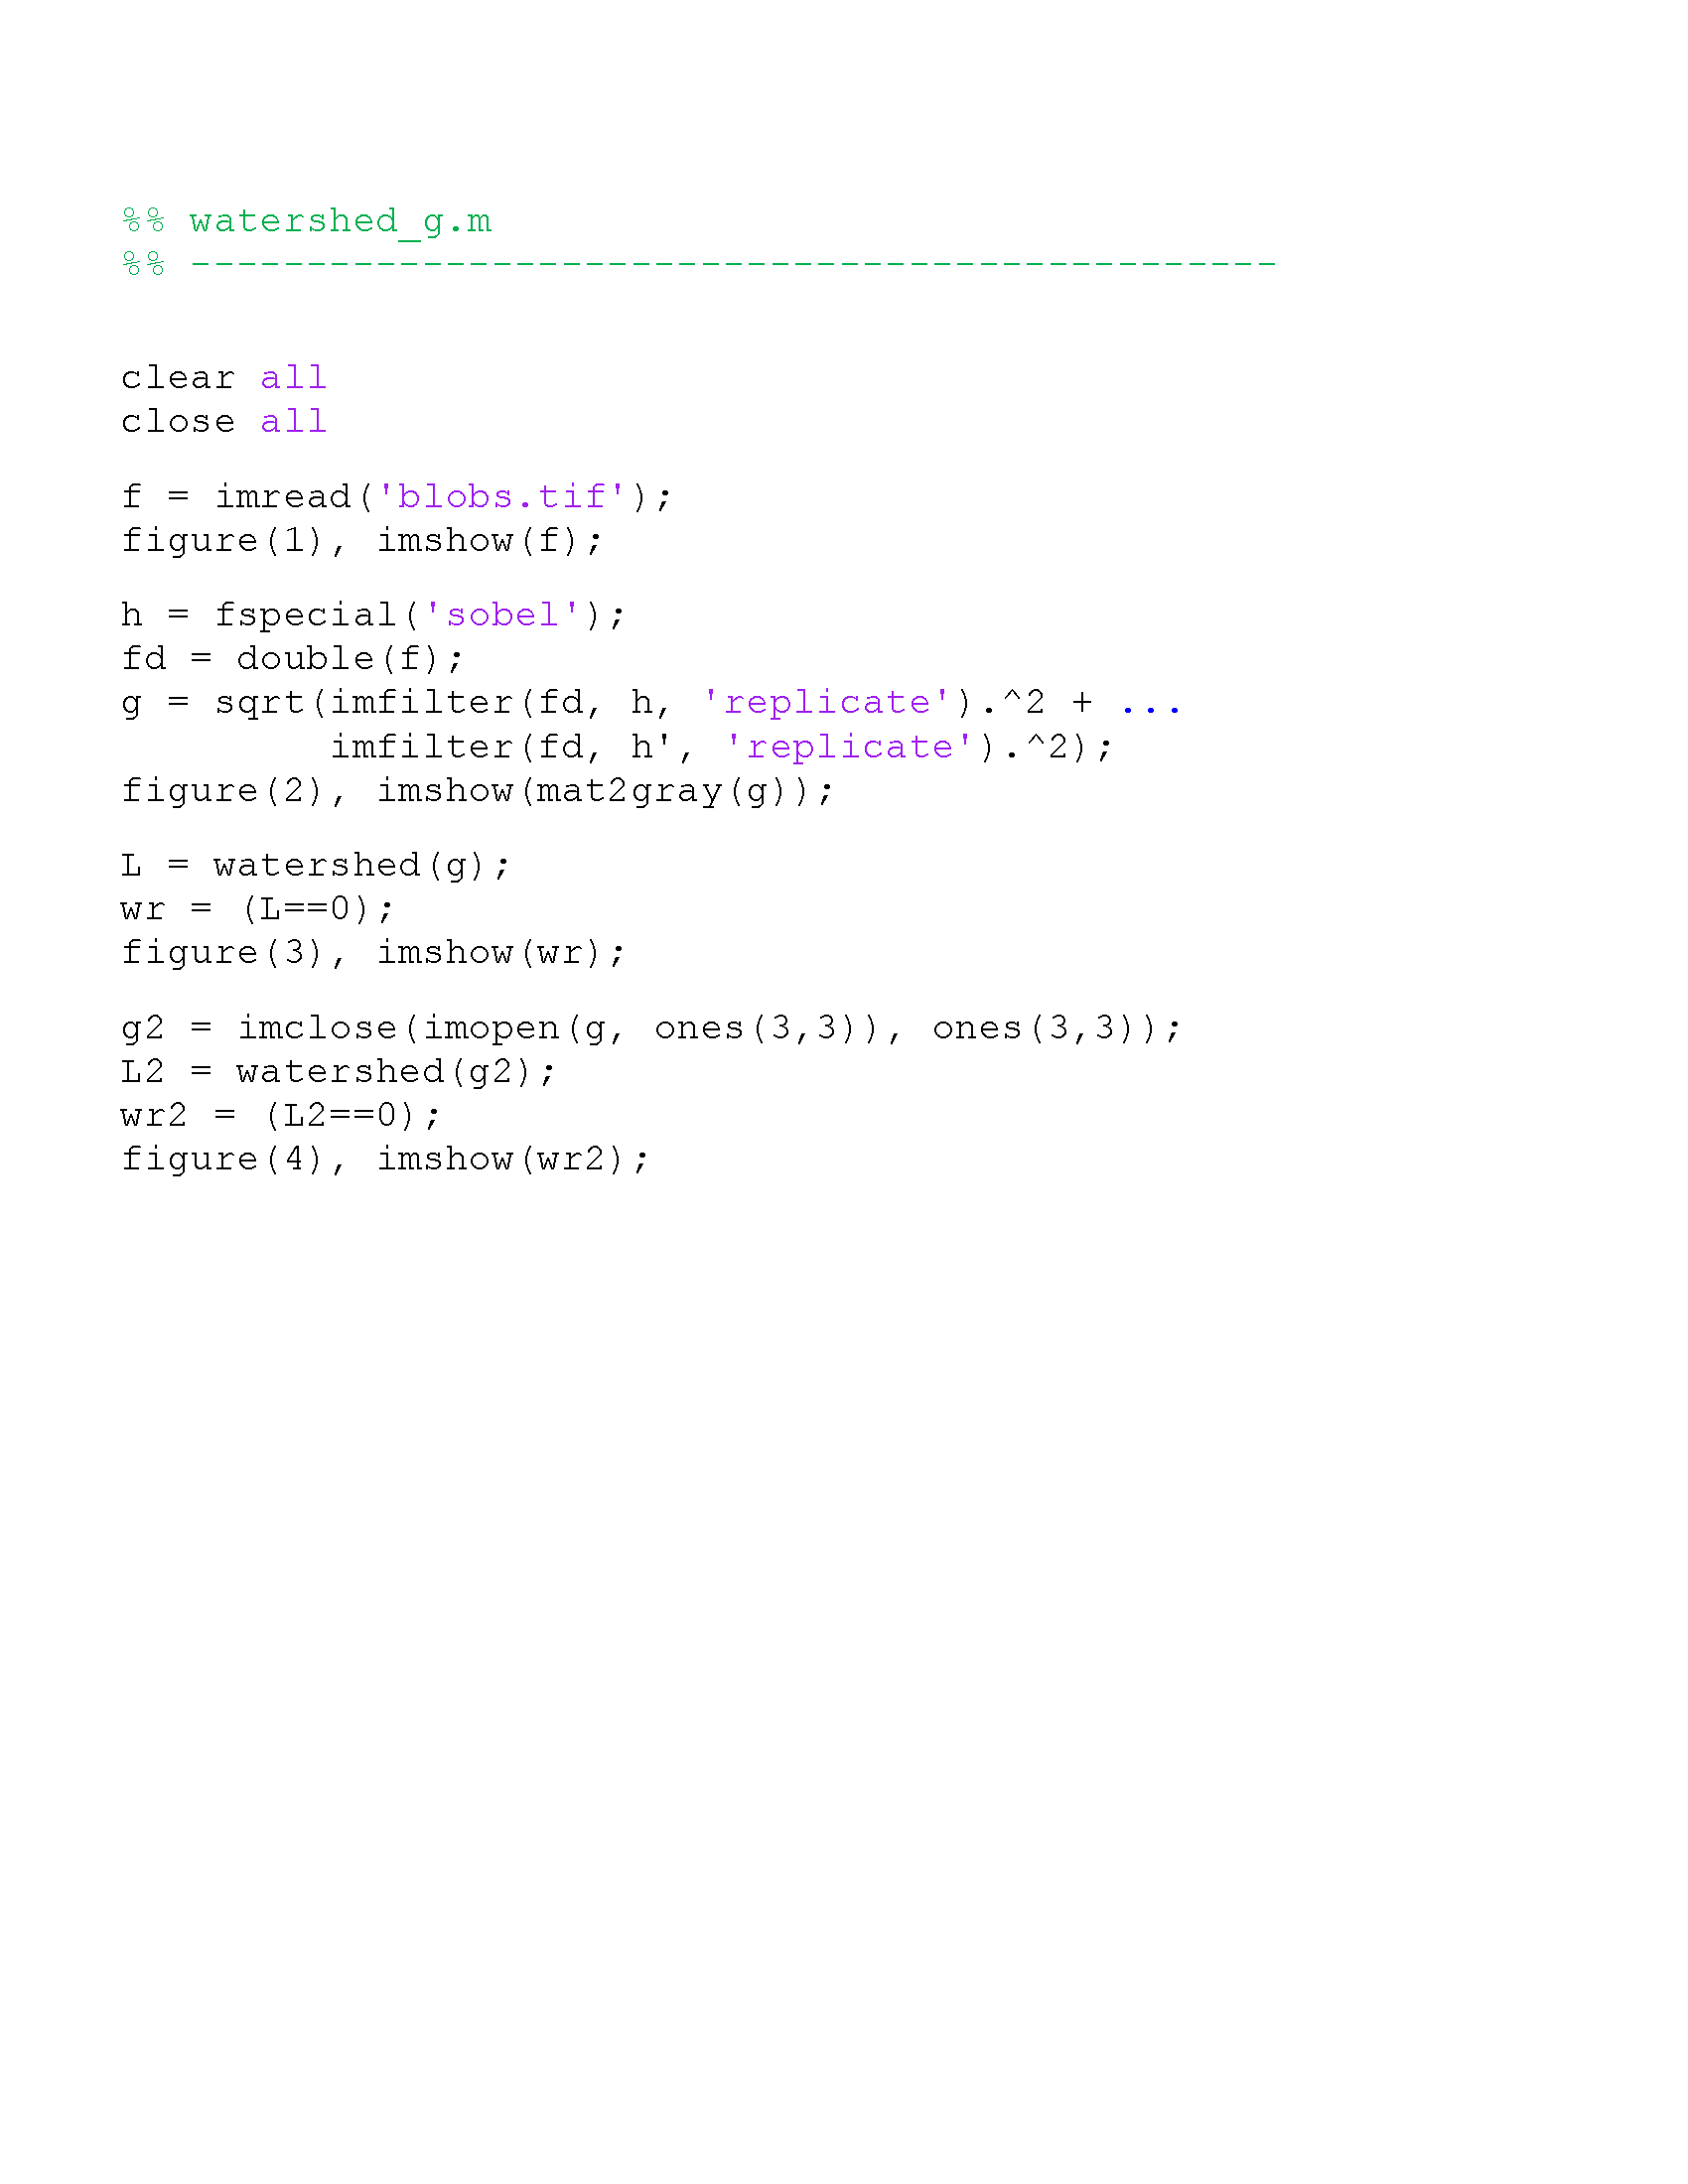 %% watershed_g.m
%% -----------------------------------------------
clear all
close all
f = imread('blobs.tif');
figure(1), imshow(f);
h = fspecial('sobel');
fd = double(f);
g = sqrt(imfilter(fd, h, 'replicate').^2 + ...
         imfilter(fd, h', 'replicate').^2);
figure(2), imshow(mat2gray(g));
L = watershed(g);
wr = (L==0);
figure(3), imshow(wr);
g2 = imclose(imopen(g, ones(3,3)), ones(3,3));
L2 = watershed(g2);
wr2 = (L2==0);
figure(4), imshow(wr2);